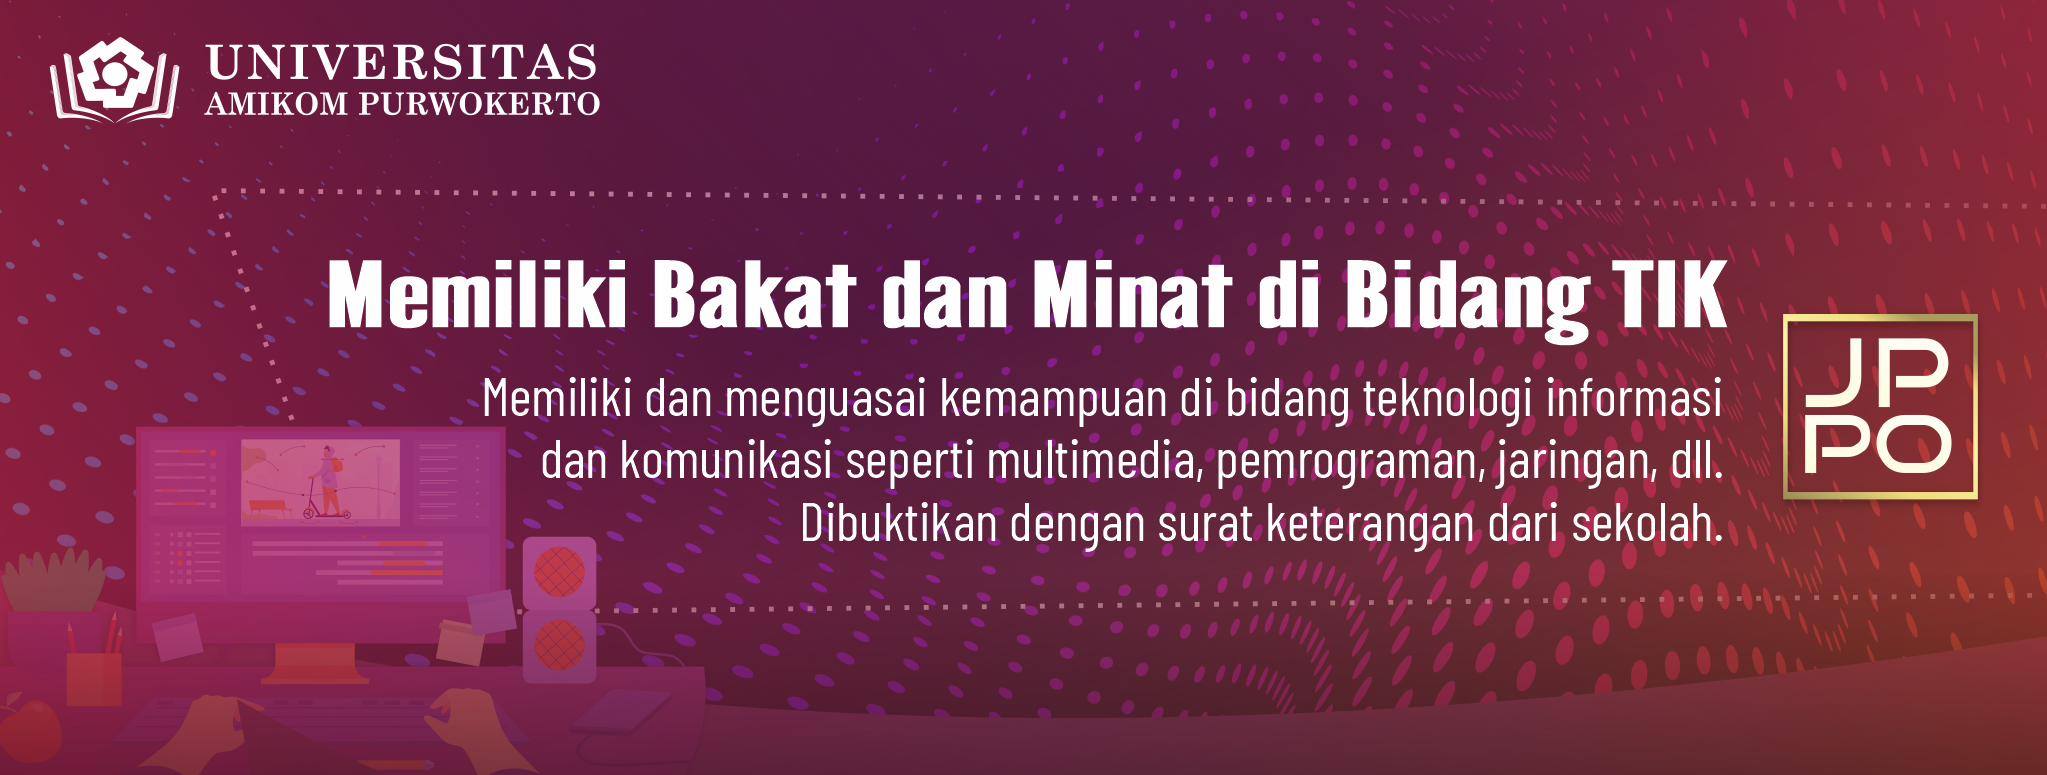 UNIVERSITAS
AMIKOM PURWOKERTO
Memiliki Bakat dan Minat di Bidang TIK
Memiliki dan menguasai kemampuan di bidang teknologi informasi
dan komunikasi seperti multimedia, pemrograman, jaringan, dll.
Dibuktikan dengan surat keterangan dari sekolah.
JP
PO